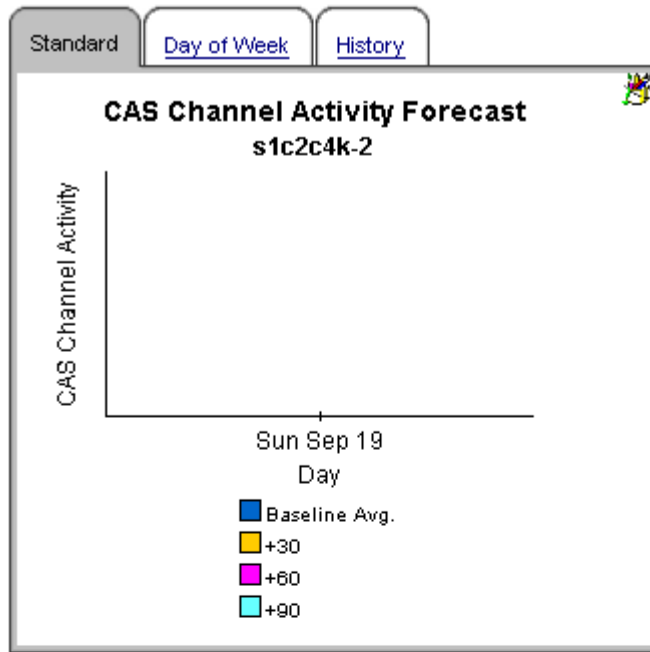 Standard
Day of Week
History
CAS Channel Activity Forecast
s1c2c4k-2
CAS Channel Activity
Sun Sep 19
Day
Baseline Avg.
+30
+60
+90